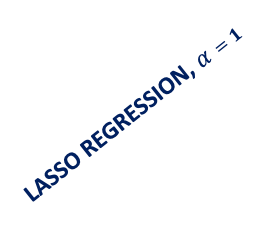 LASSO REGRESSION, α = 1